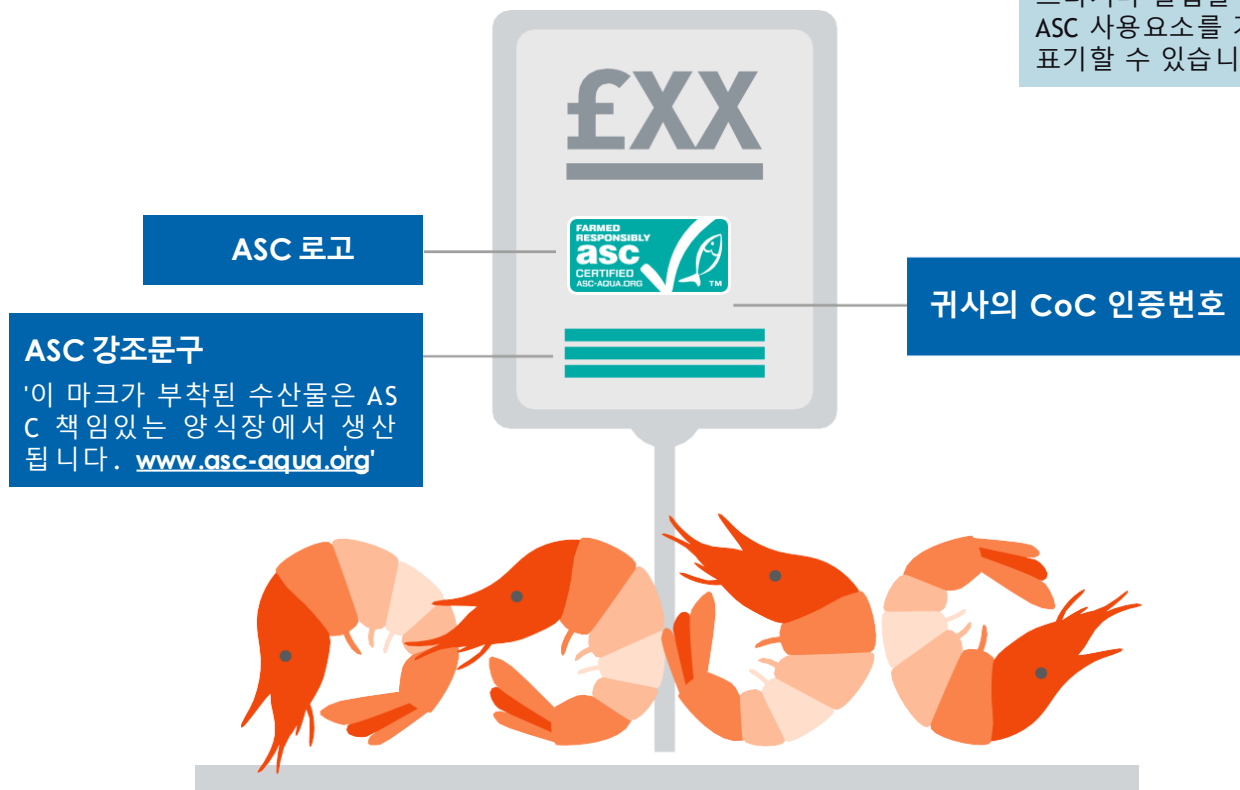 ASC 사용요소를
표기할 수 있습니
£XX
ASC 로고
FARMED
RESPONSIBLY
asc
CERTIFIED
ASC-AQUA.ORG
TM
귀사의 CoC 인증번호
ASC 강조문구
'이 마크가 부착된 수산물은 AS
C 책임있는 양식장에서 생산
됩니다. www.asc-aqua.org'